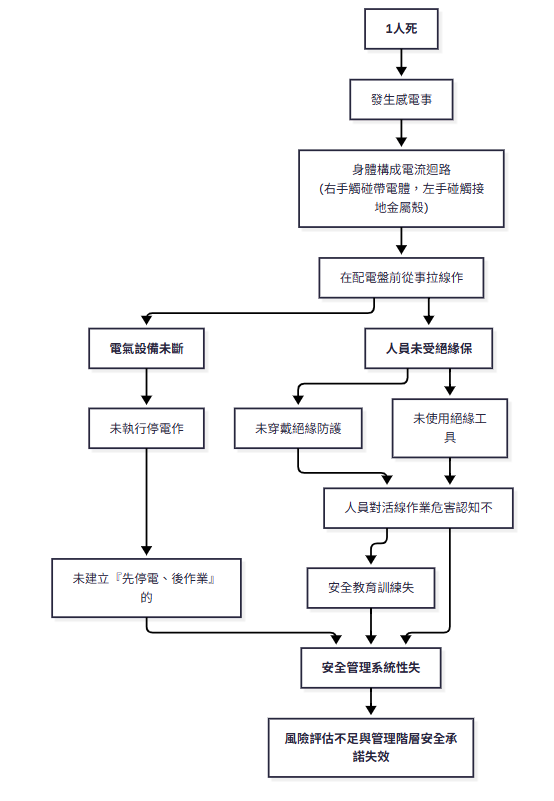 1人死
發生感電事
身體構成電流迴路
(右手觸碰帶電體，左手碰觸接
地金屬殼)
在配電盤前從事拉線作
電氣設備未斷
人員未受絕緣保
未執行停電作
未穿戴絕緣防護
未使用絕緣工
具
人員對活線作業危害認知不
未建立『先停電、後作業』
的
安全教育訓練失
安全管理系統性失
風險評估不足與管理階層安全承
諾失效